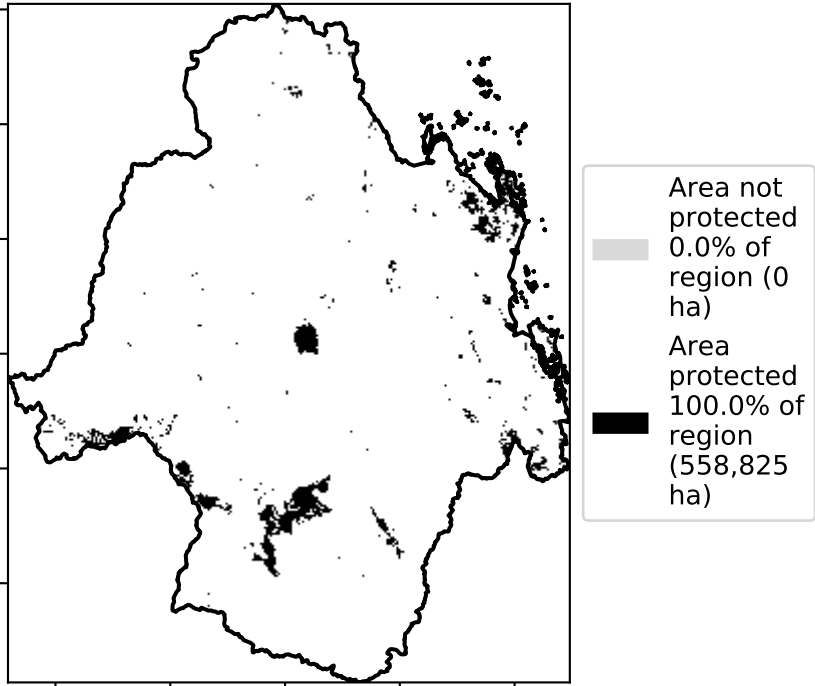 Area not
protected
0.0% of
region (0
ha)
Area
protected
100.0% of
region
(558,825
ha)